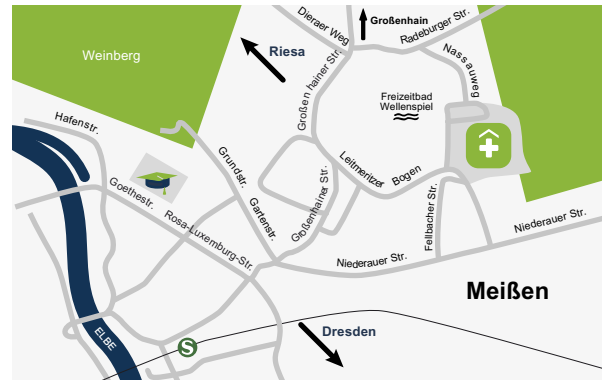 Großenhain
Dieraer Weg
Radeburger Str.
Weinberg
Riesa
Nassauweg
Großenhainer Str.
Freizeitbad
Wellenspiel
Hafenstr.
Grundstr.
Leitmeritzer Bogen
Goethestr.
Gartenstr.
Großenhainer Str.
Fellbacher Str.
Rosa-Luxemburg-Str.
Niederauer Str.
Niederauer Str.
Meißen
ELBE
Dresden
S